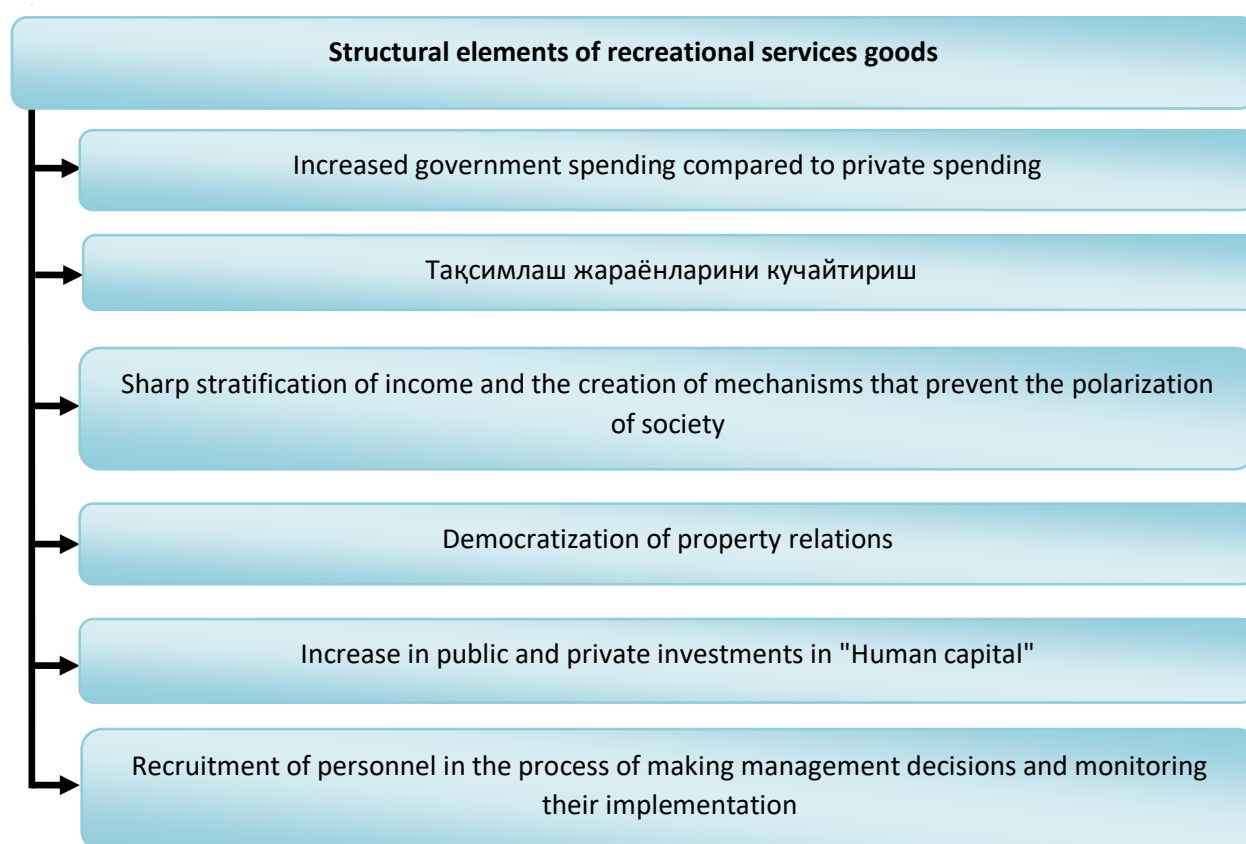 Structural elements of recreational services goods
Increased government spending compared to private spending
Тақсимлаш жараёнларини кучайтириш
Sharp stratification of income and the creation of mechanisms that prevent the polarization
of society
Democratization of property relations
Increase in public and private investments in "Human capital"
Recruitment of personnel in the process of making management decisions and monitoring
their implementation